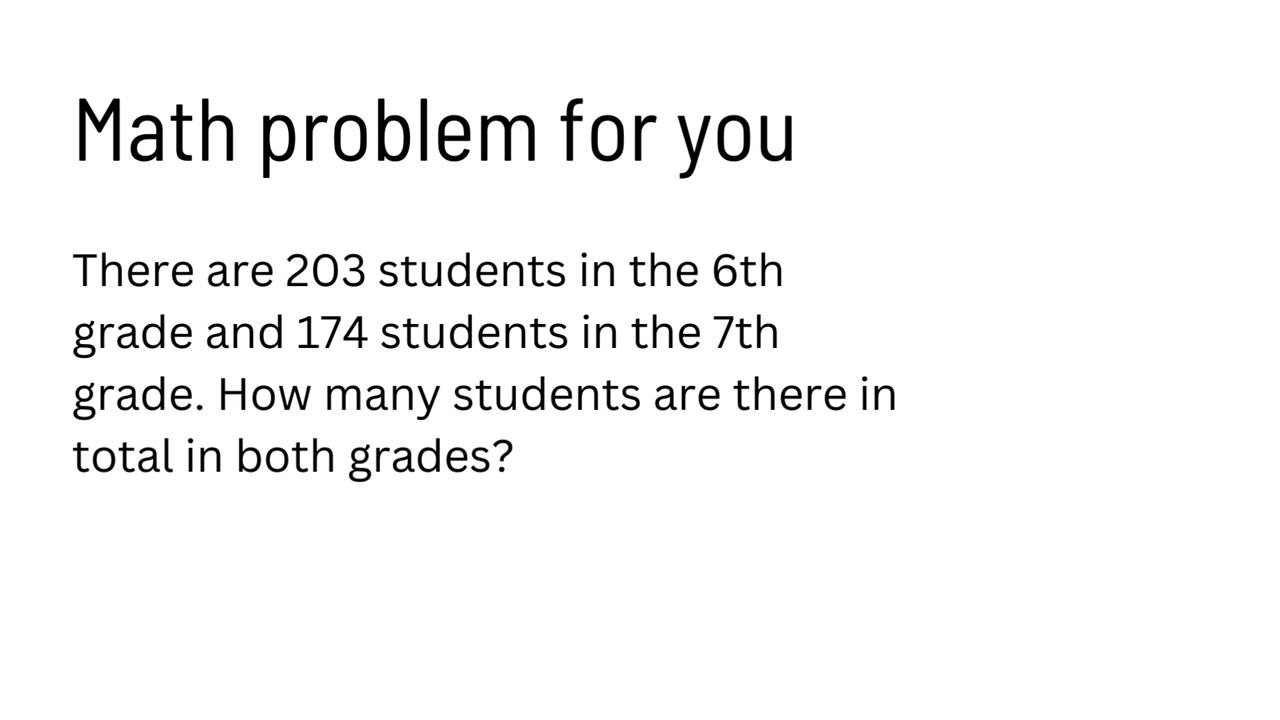 Math problem for you
There are 203 students in the 6th
grade and 174 students in the 7th
grade. How many students are there in
total in both grades?